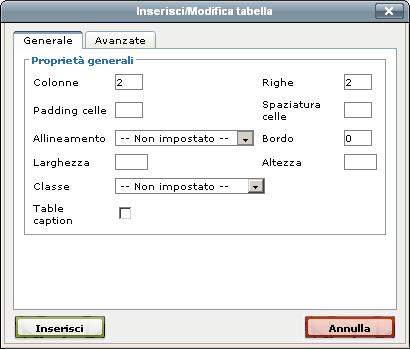 Inserisci/Modifica tabella
Generale Avanzate
Proprietà generali
Colonne 2 Righe 2
Padding celle Spaziatura celle
Allineamento -- Non impostato -- Bordo 0
Larghezza Altezza
Classe -- Non impostato --
Table caption
Inserisci Annulla